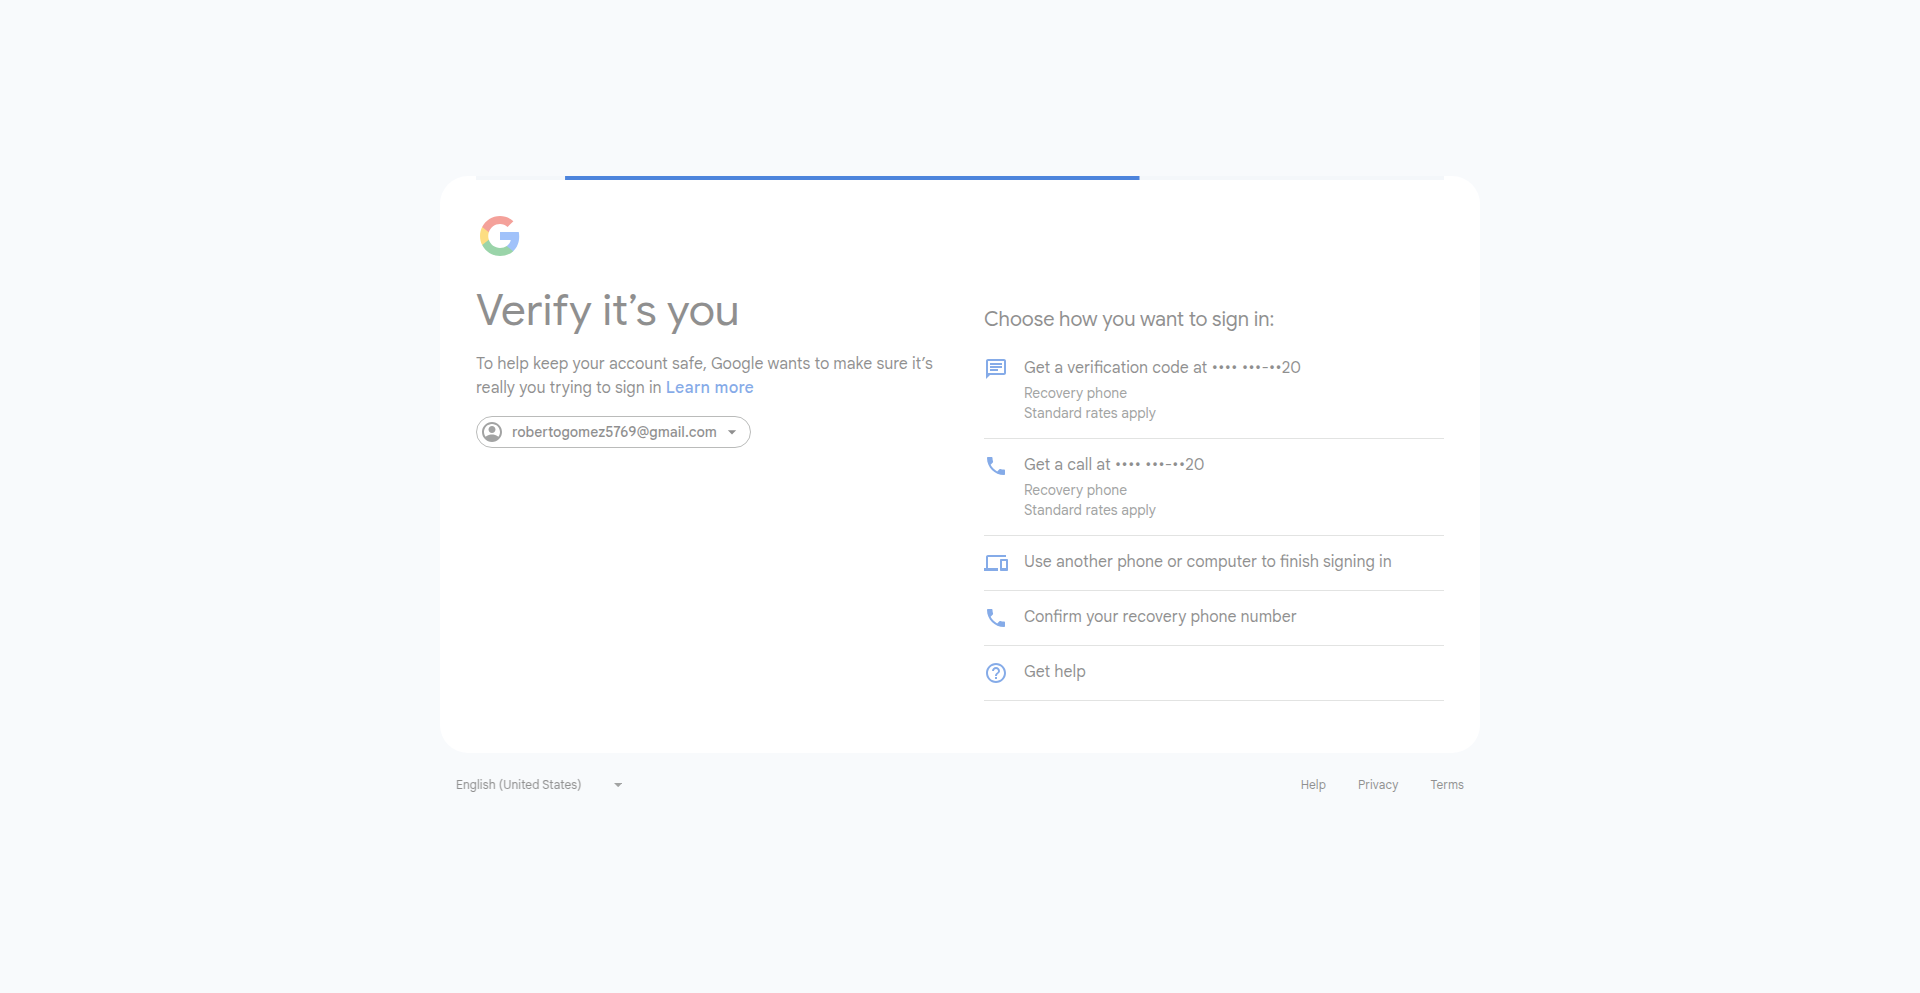 Verify it’s you
To help keep your account safe, Google wants to make sure it’s
really you trying to sign in Learn more
robertogomez5769@gmail.com
Choose how you want to sign in:
Get a verification code at •••• •••-••20
Recovery phone
Standard rates apply
Get a call at •••• •••-••20
Recovery phone
Standard rates apply
Use another phone or computer to finish signing in
Confirm your recovery phone number
Get help
English (United States)
Help Privacy Terms